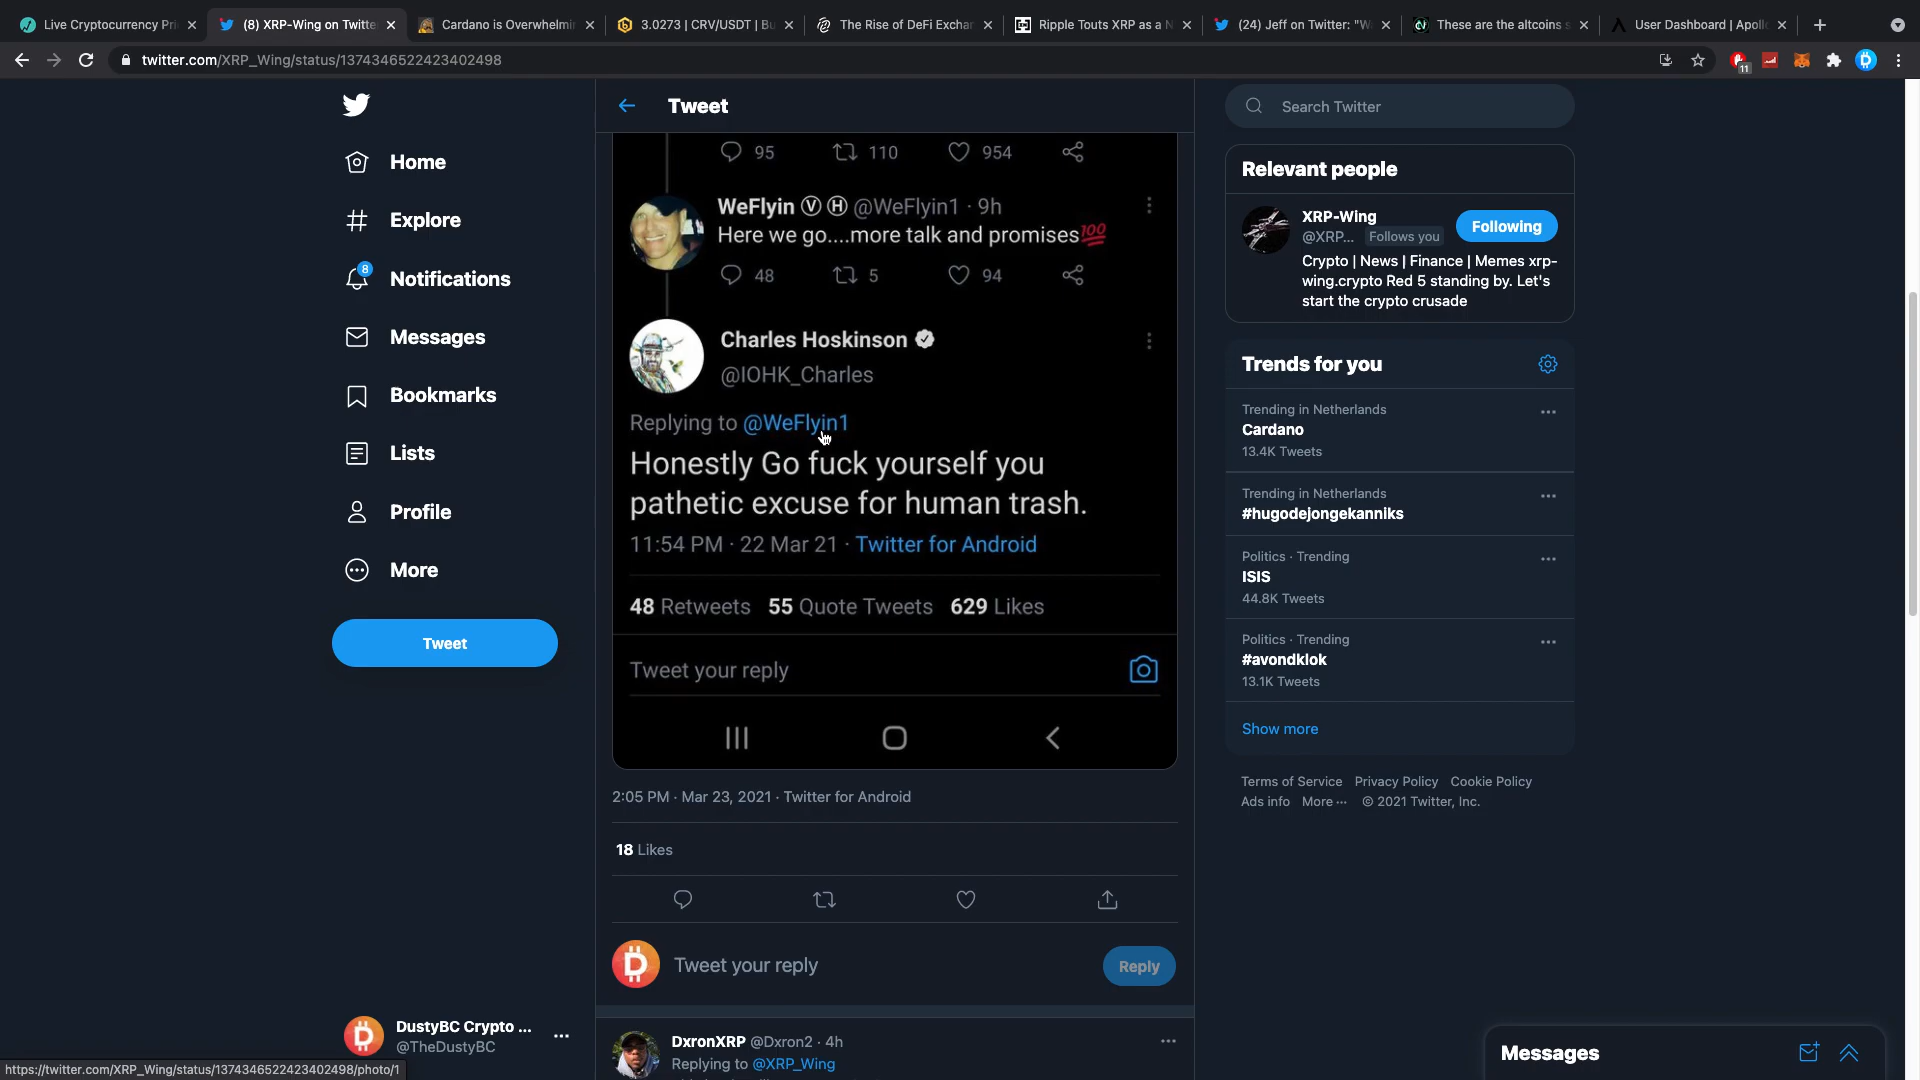 Live Cryptocurrency Pri
(8) XRP-Wing on Twitte
Cardano is Overwhelmi
3.0273 | CRV/USDT | Bu
The Rise of DeFi Excha
Ripple Touts XRP as a N
(24) Jeff on Twitter: "W
These are the altcoins s
User Dashboard | Apoll
twitter.com/XRP_Wing/status/1374346522423402498
11
Home
Explore
8
Notifications
Messages
Bookmarks
Lists
Profile
More
Tweet
DustyBC Crypto ...
@TheDustyBC
https://twitter.com/XRP_Wing/status/1374346522423402498/photo/1
Tweet
95 110 954
WeFlyin Ⓥ Ⓗ @WeFlyin1 · 9h
Here we go....more talk and promises💯
48 5 94
Charles Hoskinson
@IOHK_Charles
Replying to @WeFlyin1
Honestly Go fuck yourself you
pathetic excuse for human trash.
11:54 PM · 22 Mar 21 · Twitter for Android
48 Retweets 55 Quote Tweets 629 Likes
Tweet your reply
2:05 PM · Mar 23, 2021 · Twitter for Android
18 Likes
Tweet your reply
Reply
DxronXRP @Dxron2 · 4h
Replying to @XRP_Wing
Search Twitter
Relevant people
XRP-Wing
@XRP... Follows you
Following
Crypto | News | Finance | Memes xrp-
wing.crypto Red 5 standing by. Let's
start the crypto crusade
Trends for you
Trending in Netherlands
Cardano
13.4K Tweets
Trending in Netherlands
#hugodejongekanniks
Politics · Trending
ISIS
44.8K Tweets
Politics · Trending
#avondklok
13.1K Tweets
Show more
Terms of Service Privacy Policy Cookie Policy
Ads info More ··· © 2021 Twitter, Inc.
Messages